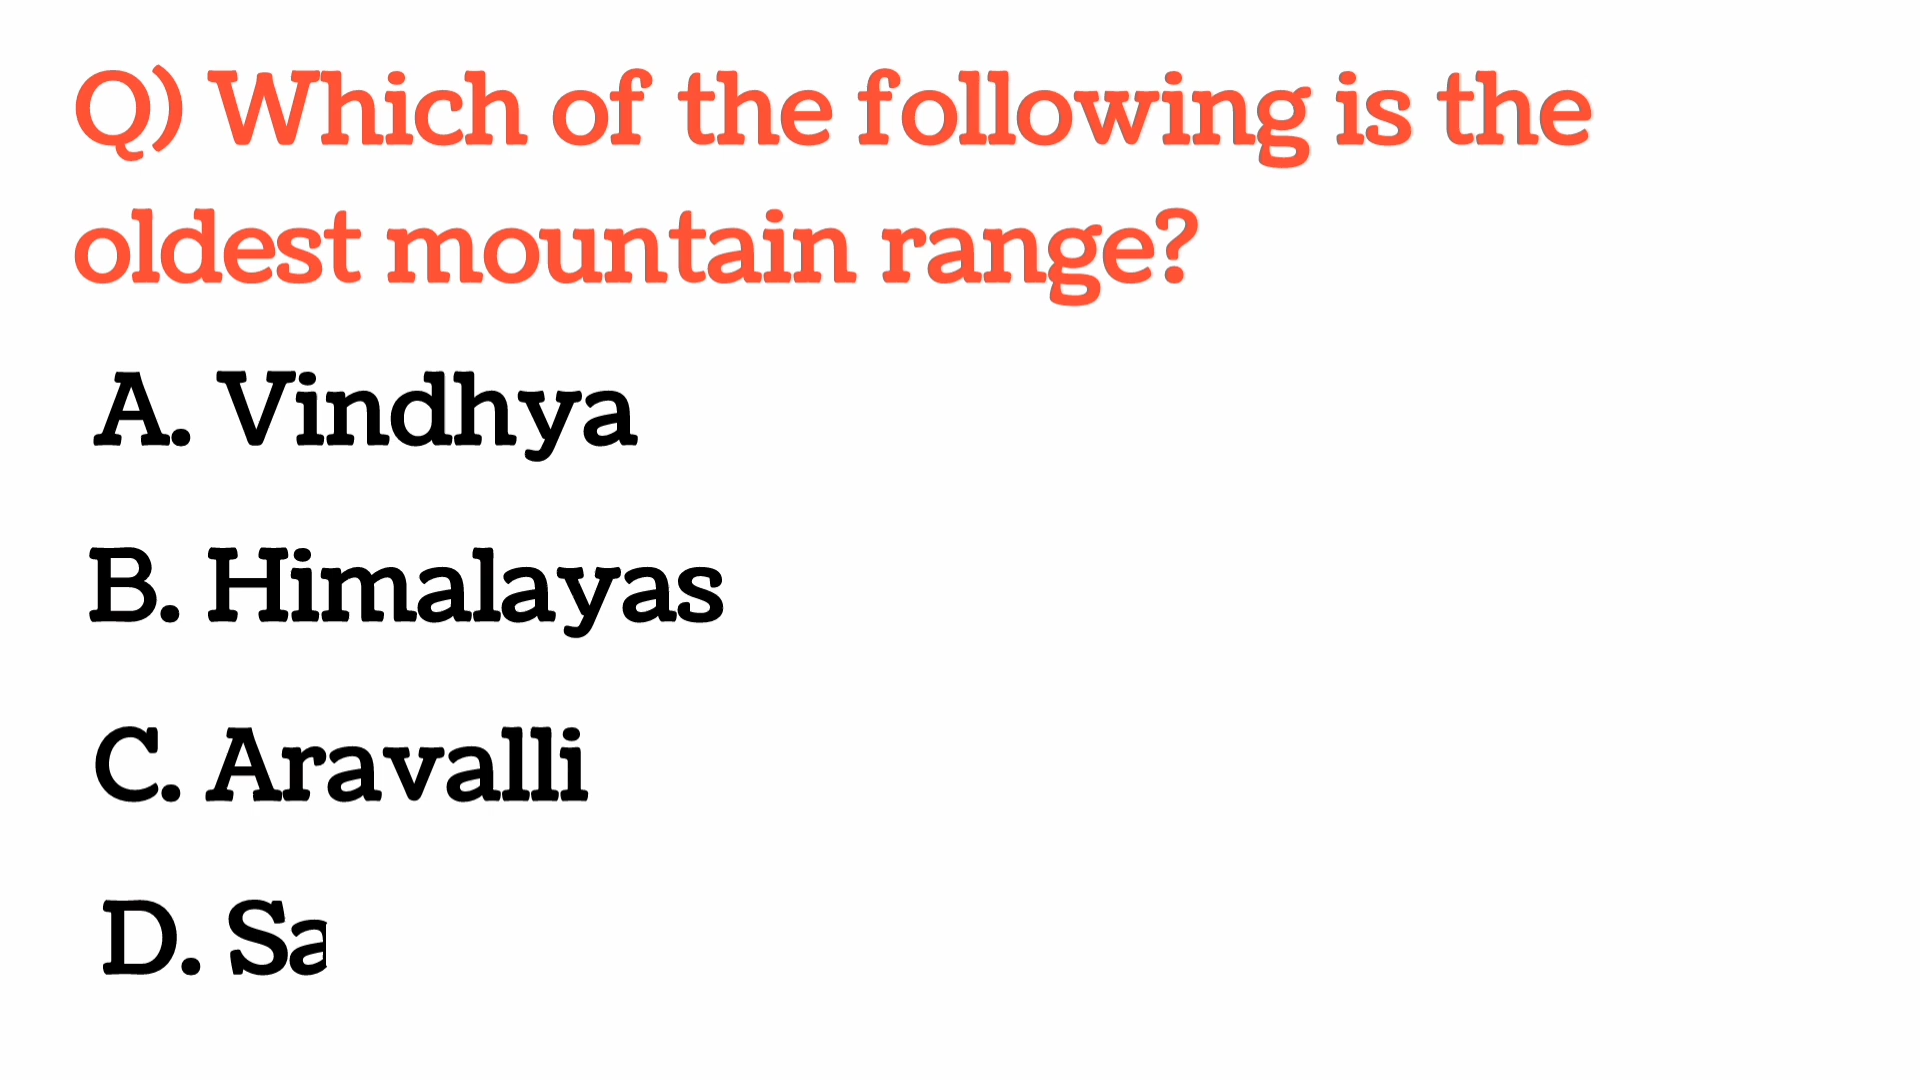 Q) Which of the following is the
oldest mountain range?
A. Vindhya
B. Himalayas
C. Aravalli
D. Sa